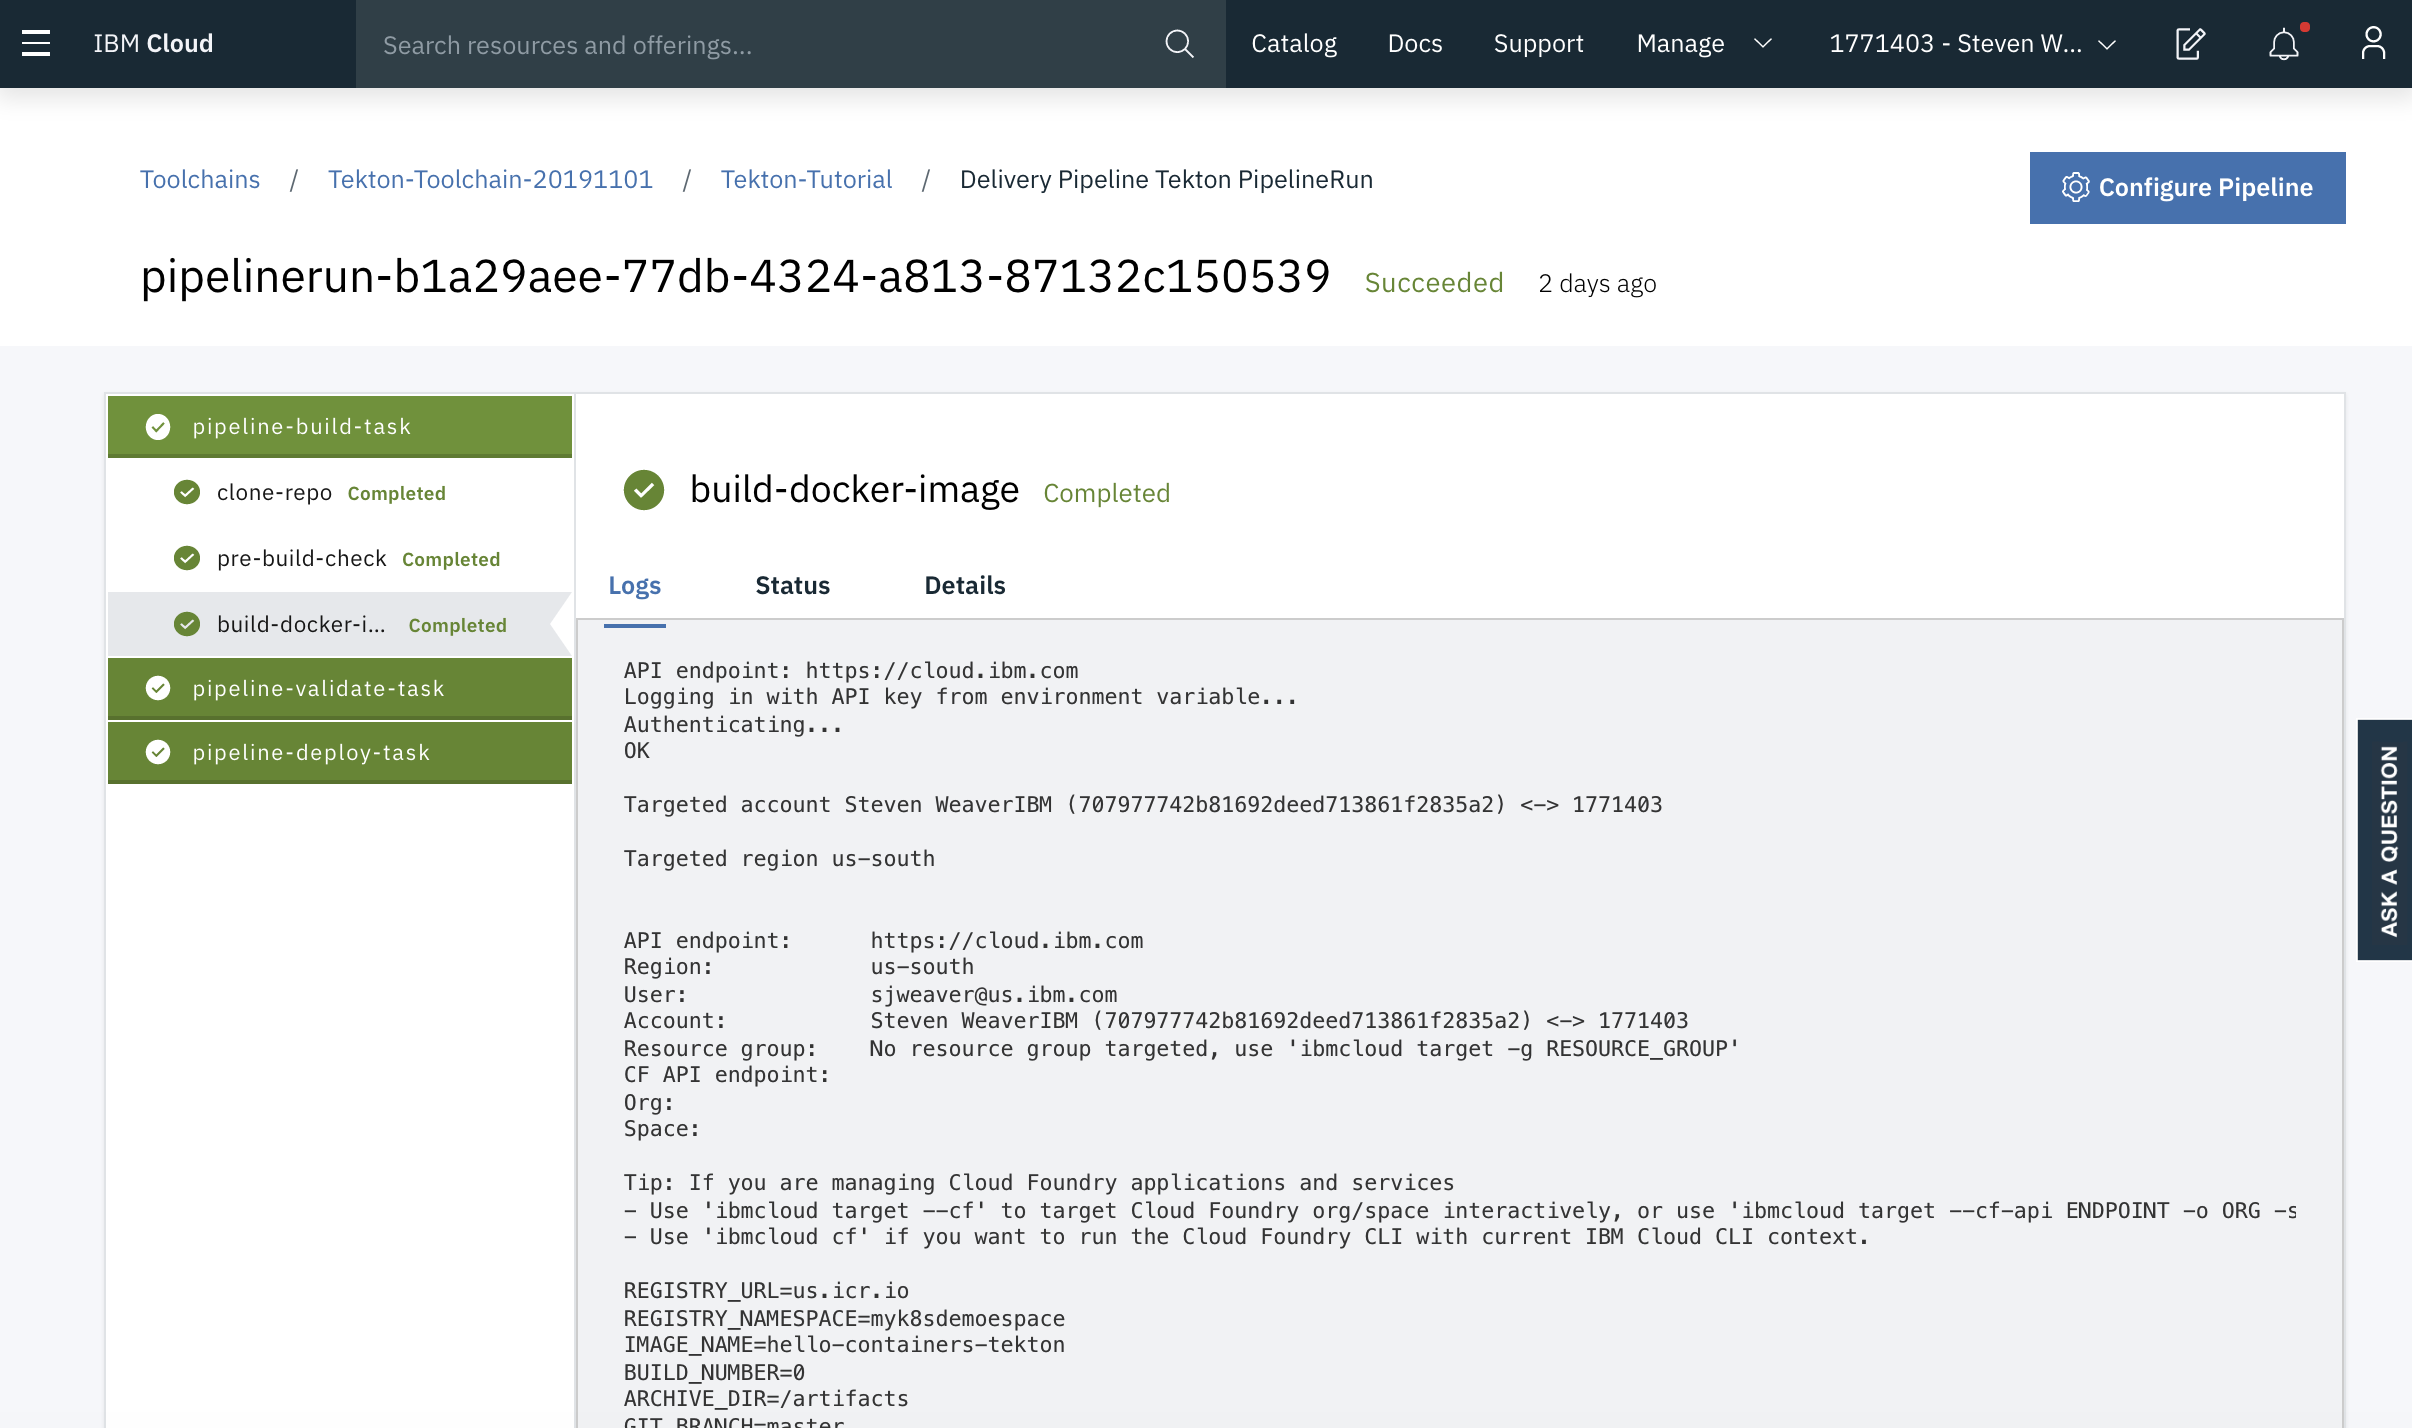 IBM Cloud
Search resources and offerings...
Catalog
Docs
Support
Manage
1771403 - Steven W...
Toolchains / Tekton-Toolchain-20191101 / Tekton-Tutorial / Delivery Pipeline Tekton PipelineRun
Configure Pipeline
pipelinerun-b1a29aee-77db-4324-a813-87132c150539 Succeeded 2 days ago
pipeline-build-task
clone-repo Completed
pre-build-check Completed
build-docker-i... Completed
pipeline-validate-task
pipeline-deploy-task
build-docker-image Completed
Logs Status Details
API endpoint: https://cloud.ibm.com
Logging in with API key from environment variable...
Authenticating...
OK
Targeted account Steven WeaverIBM (707977742b81692deed713861f2835a2) <-> 1771403
Targeted region us-south
API endpoint: https://cloud.ibm.com
Region: us-south
User: sjweaver@us.ibm.com
Account: Steven WeaverIBM (707977742b81692deed713861f2835a2) <-> 1771403
Resource group: No resource group targeted, use 'ibmcloud target -g RESOURCE_GROUP'
CF API endpoint:
Org:
Space:
Tip: If you are managing Cloud Foundry applications and services
- Use 'ibmcloud target --cf' to target Cloud Foundry org/space interactively, or use 'ibmcloud target --cf-api ENDPOINT -o ORG -s
- Use 'ibmcloud cf' if you want to run the Cloud Foundry CLI with current IBM Cloud CLI context.
REGISTRY_URL=us.icr.io
REGISTRY_NAMESPACE=myk8sdemoespace
IMAGE_NAME=hello-containers-tekton
BUILD_NUMBER=0
ARCHIVE_DIR=/artifacts
GIT_BRANCH=master
ASK A QUESTION